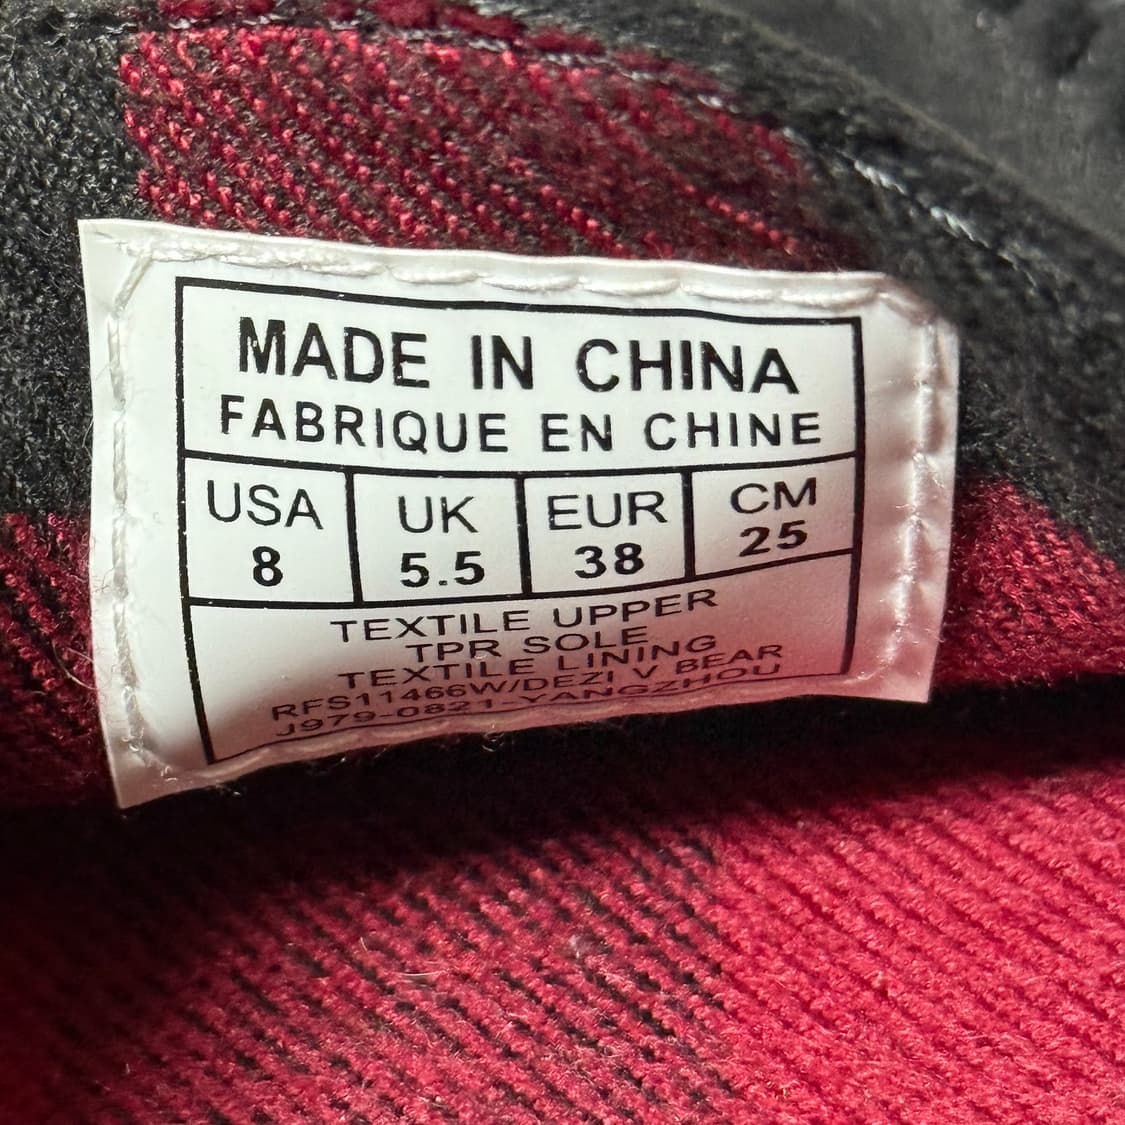 MADE IN CHINA
FABRIQUE EN CHINE
USA UK EUR CM
8 5.5 38 25
TEXTILE UPPER
TPR SOLE
TEXTILE LINING
RFS11466W/DEZI V BEAR
J979-0821-YANGZHOU